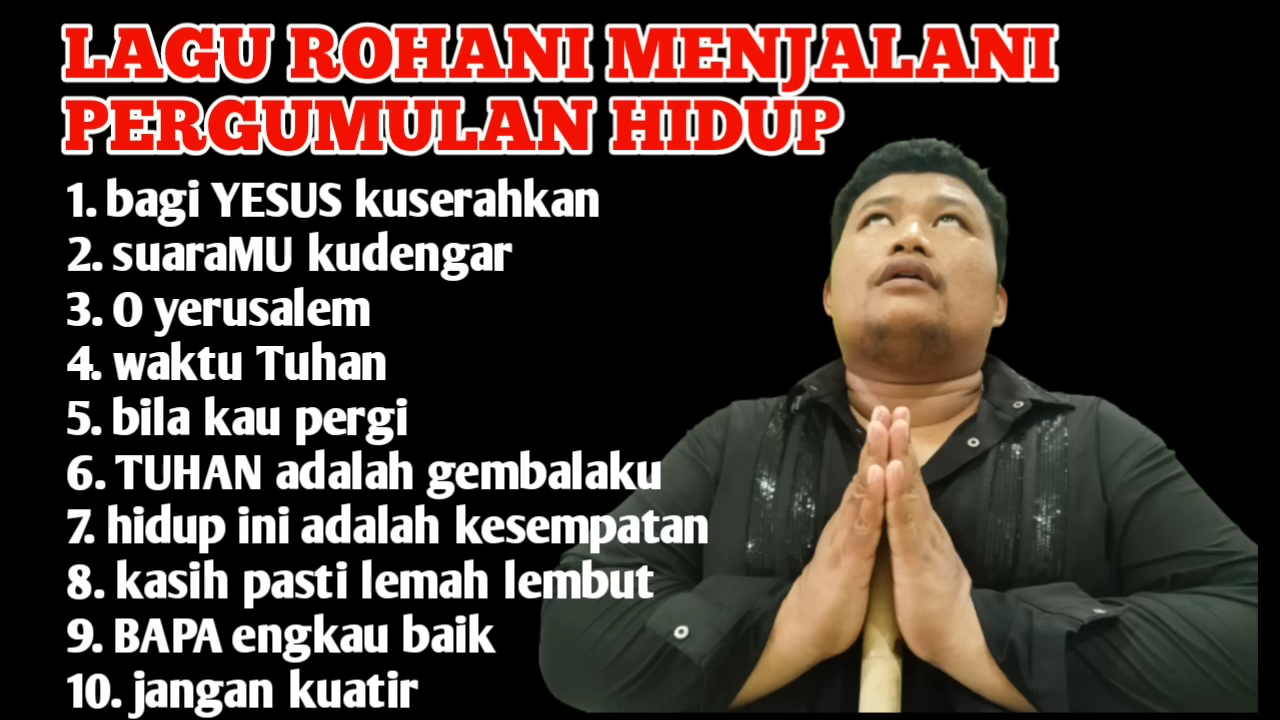 LAGU ROHANI MENJALANI
PERGUMULAN HIDUP
1. bagi YESUS kuserahkan
2. suaraMU kudengar
3. O yerusalem
4. waktu Tuhan
5. bila kau pergi
6. TUHAN adalah gembalaku
7. hidup ini adalah kesempatan
8. kasih pasti lemah lembut
9. BAPA engkau baik
10. jangan kuatir